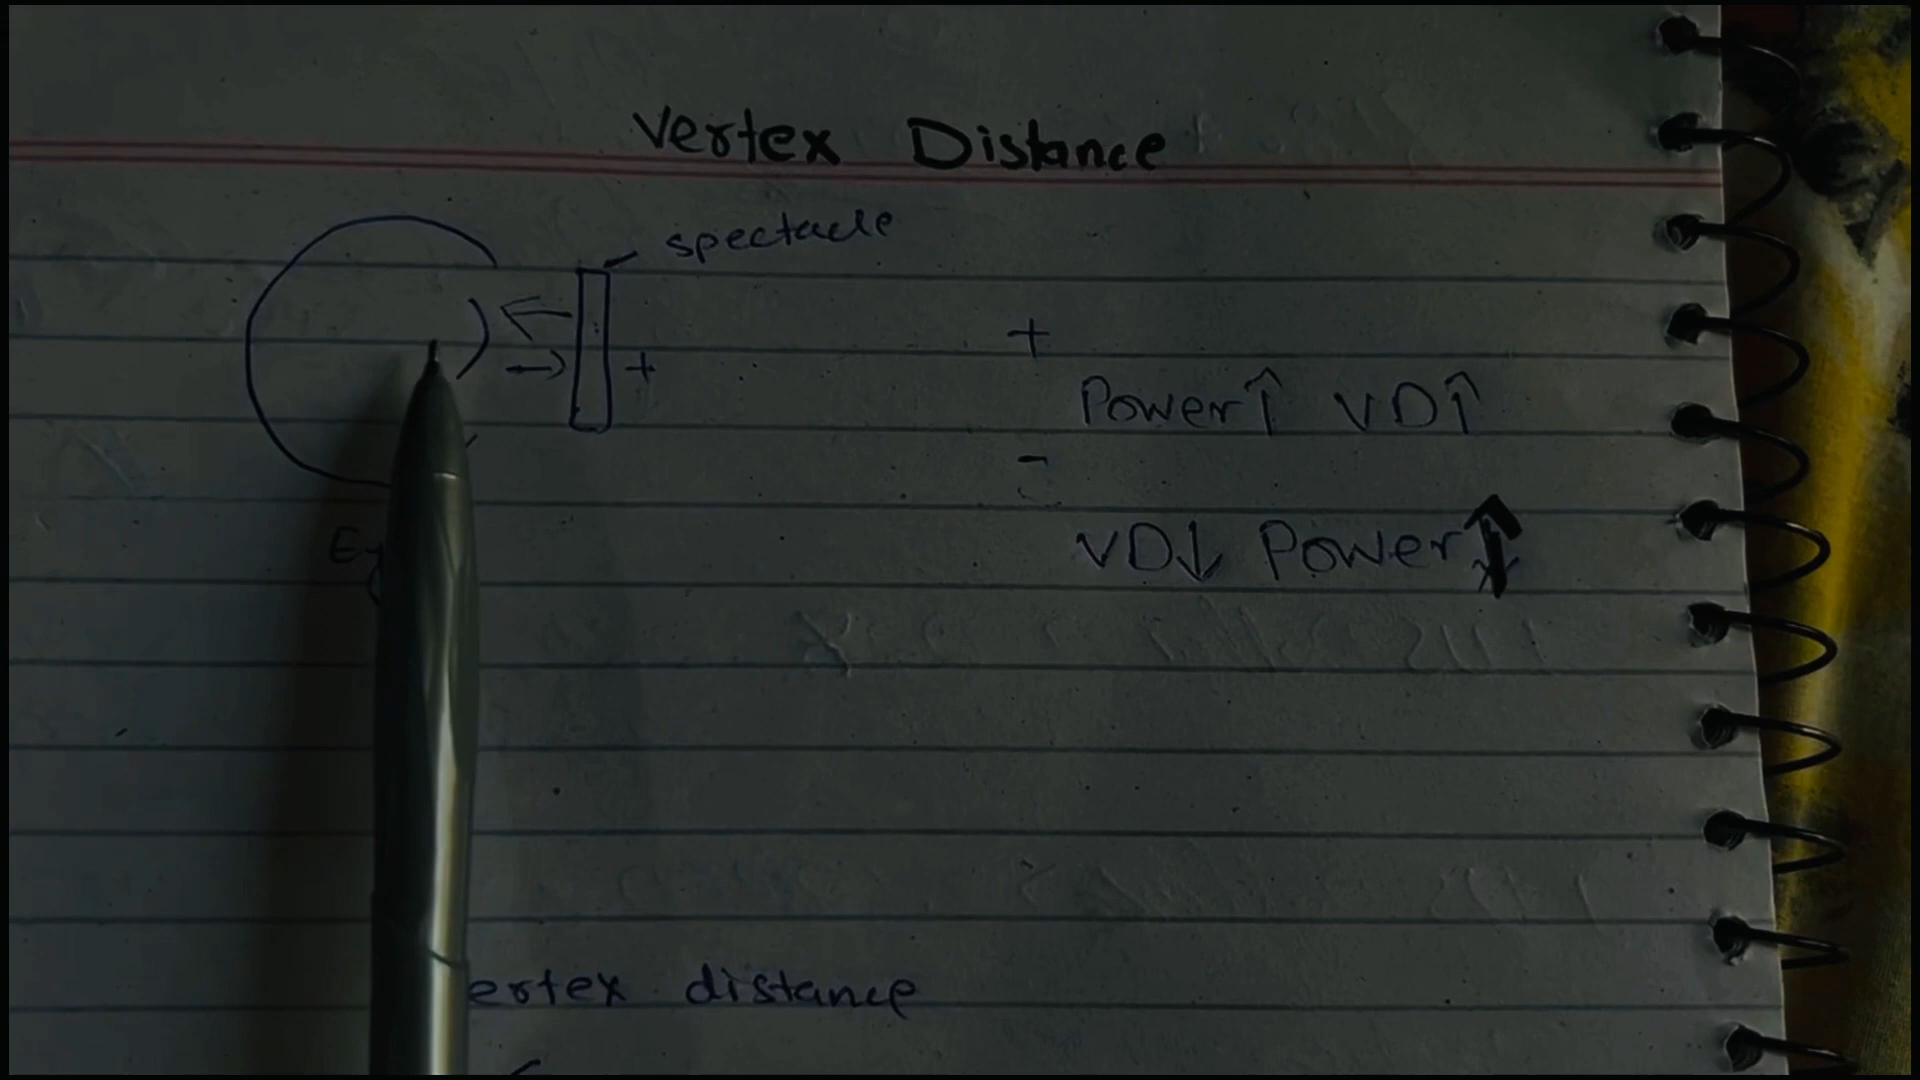 Vertex Distance
spectacle
+
+
Power↑ VD↑
-
VD↓ Power↑
ertex distance